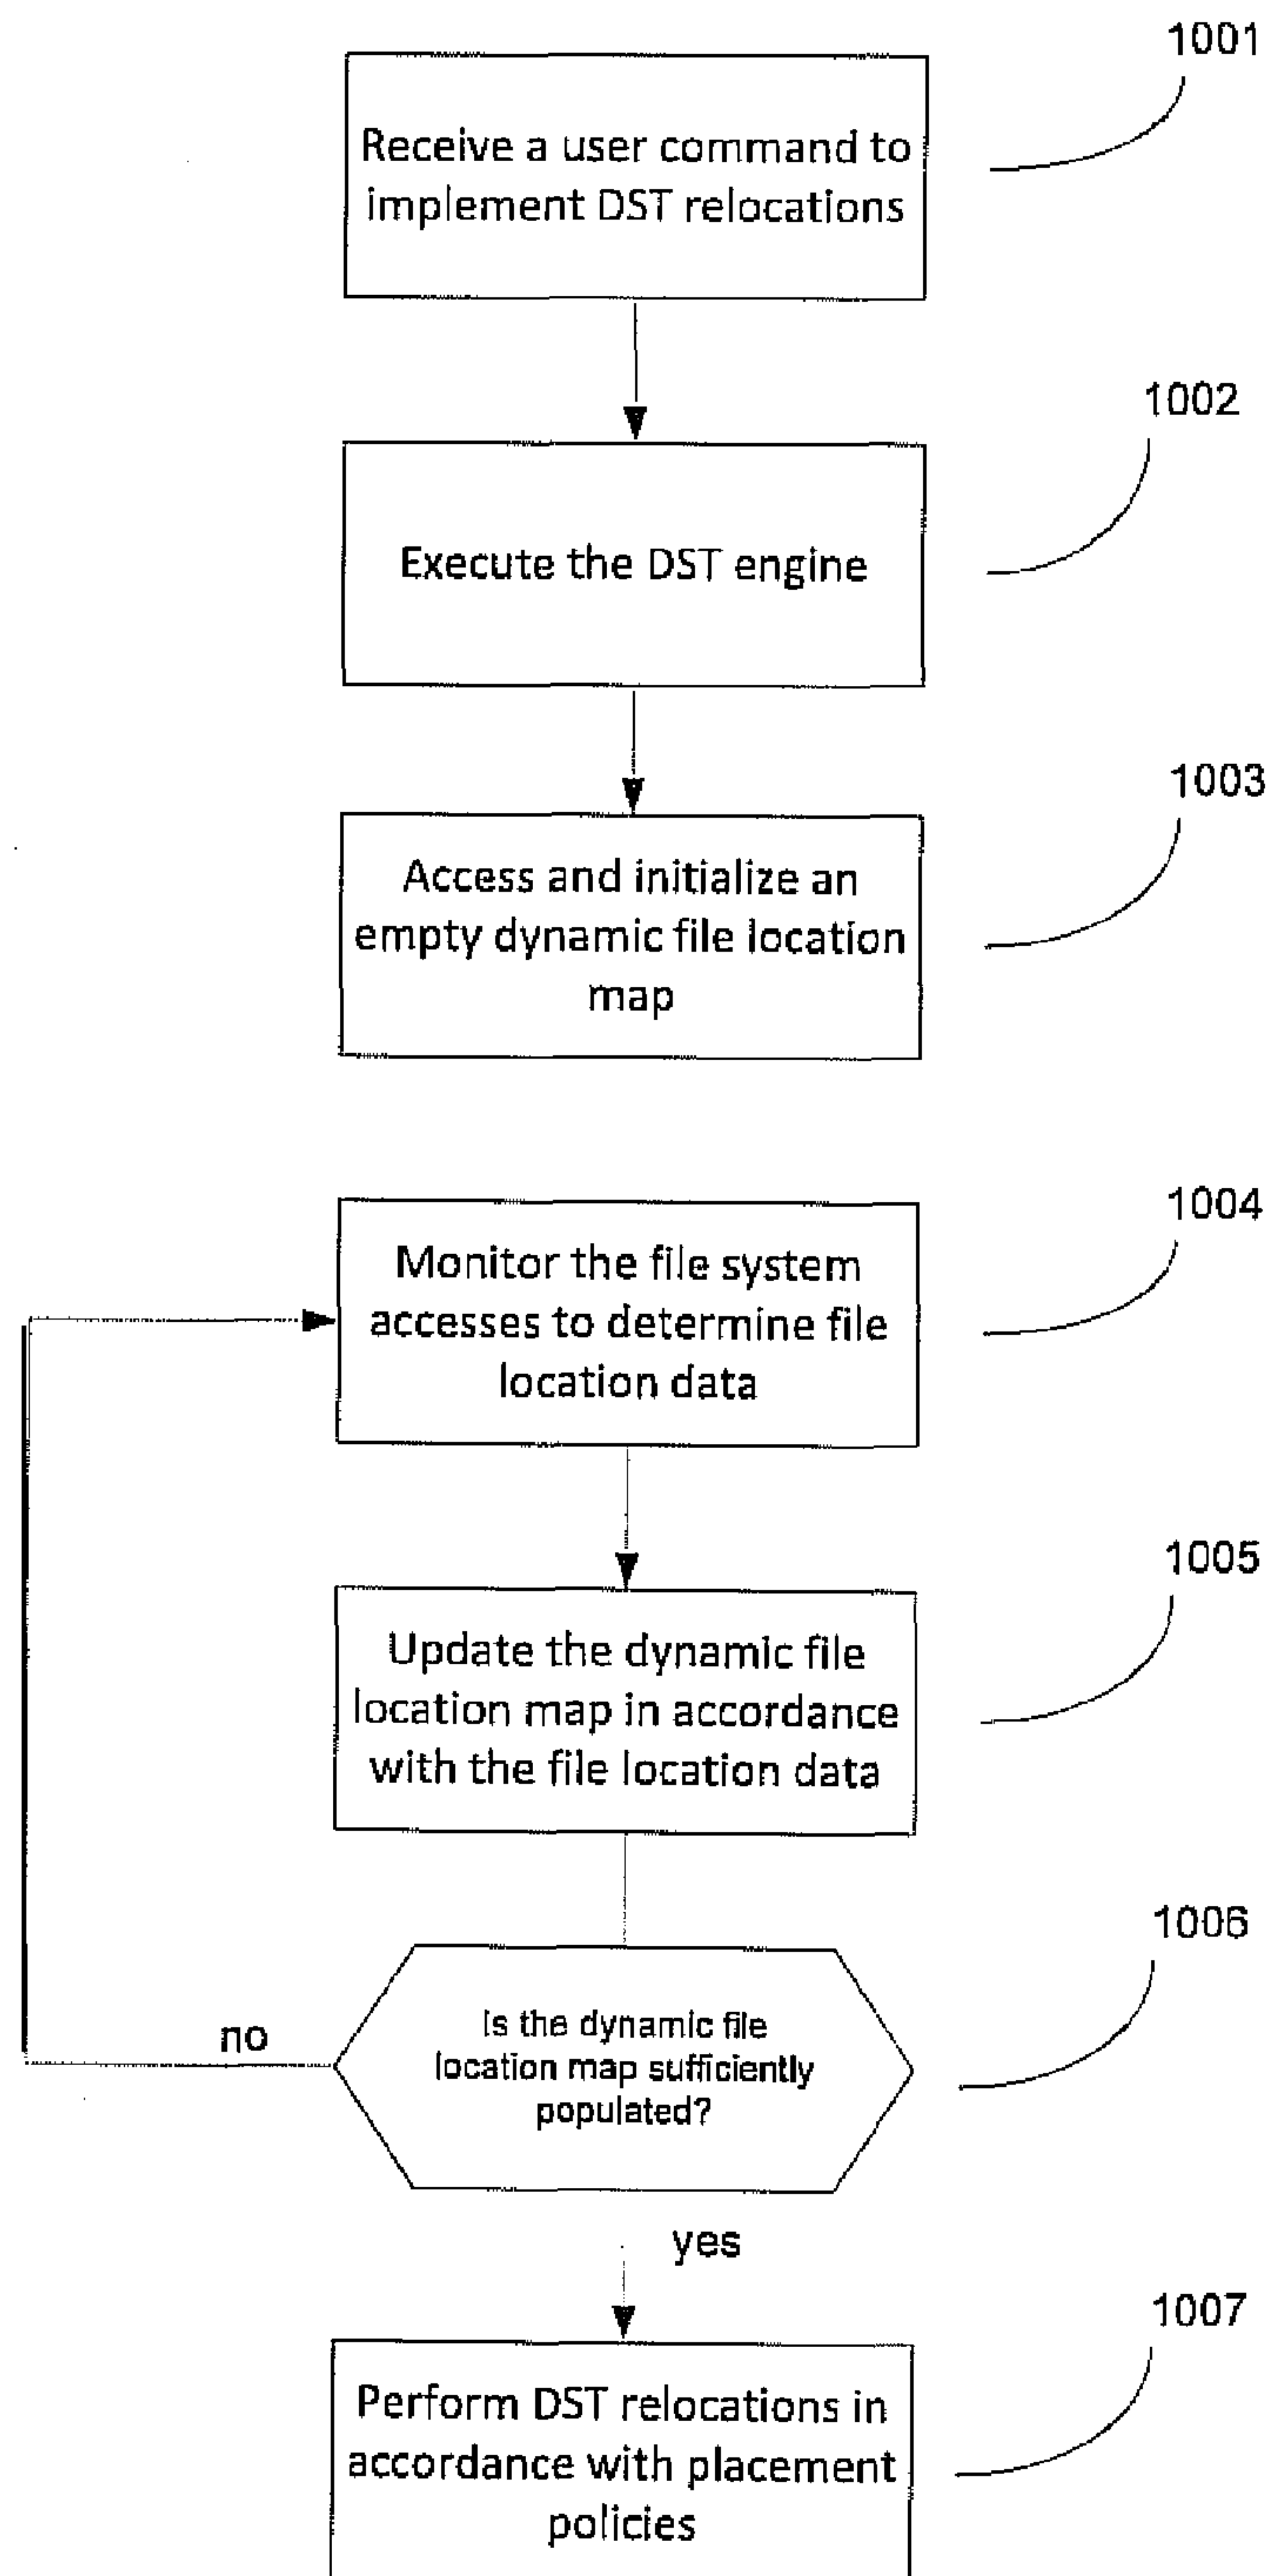 1001
Receive a user command to
implement DST relocations
1002
Execute the DST engine
1003
Access and initialize an
empty dynamic file location
map
1004
Monitor the file system
accesses to determine file
location data
1005
Update the dynamic file
location map in accordance
with the file location data
1006
Is the dynamic file
location map sufficiently
populated?
no
yes
1007
Perform DST relocations in
accordance with placement
policies